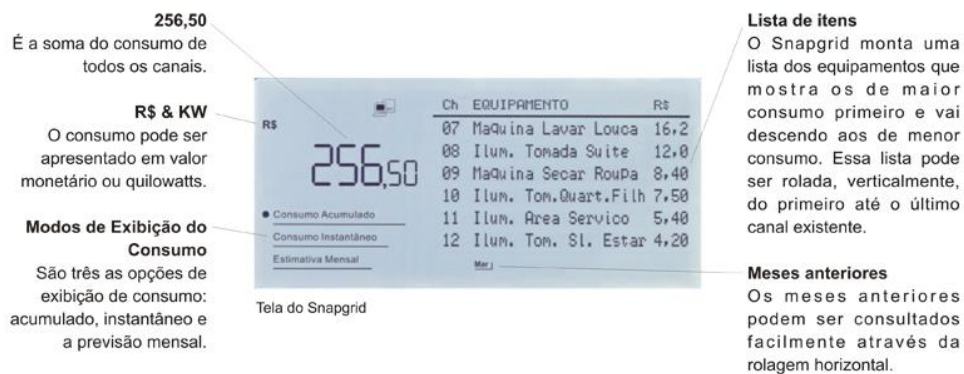 256,50
É a soma do consumo de
todos os canais.
R$ & KW
O consumo pode ser
apresentado em valor
monetário ou quilowatts.
Modos de Exibição do
Consumo
São três as opções de
exibição de consumo:
acumulado, instantâneo e
a previsão mensal.
R$
256,50
Consumo Acumulado
Consumo Instantâneo
Estimativa Mensal
Ch EQUIPAMENTO R$
07 Maquina Lavar Louca 16,2
08 Ilum. Tomada Suite 12,0
09 Maquina Secar Roupa 8,40
10 Ilum. Tom.Quart.Filh 7,50
11 Ilum. Area Servico 5,40
12 Ilum. Tom. Sl. Estar 4,20
Mar
Tela do Snapgrid
Lista de itens
O Snapgrid monta uma
lista dos equipamentos que
mostra os de maior
consumo primeiro e vai
descendo aos de menor
consumo. Essa lista pode
ser rolada, verticalmente,
do primeiro até o último
canal existente.
Meses anteriores
Os meses anteriores
podem ser consultados
facilmente através da
rolagem horizontal.